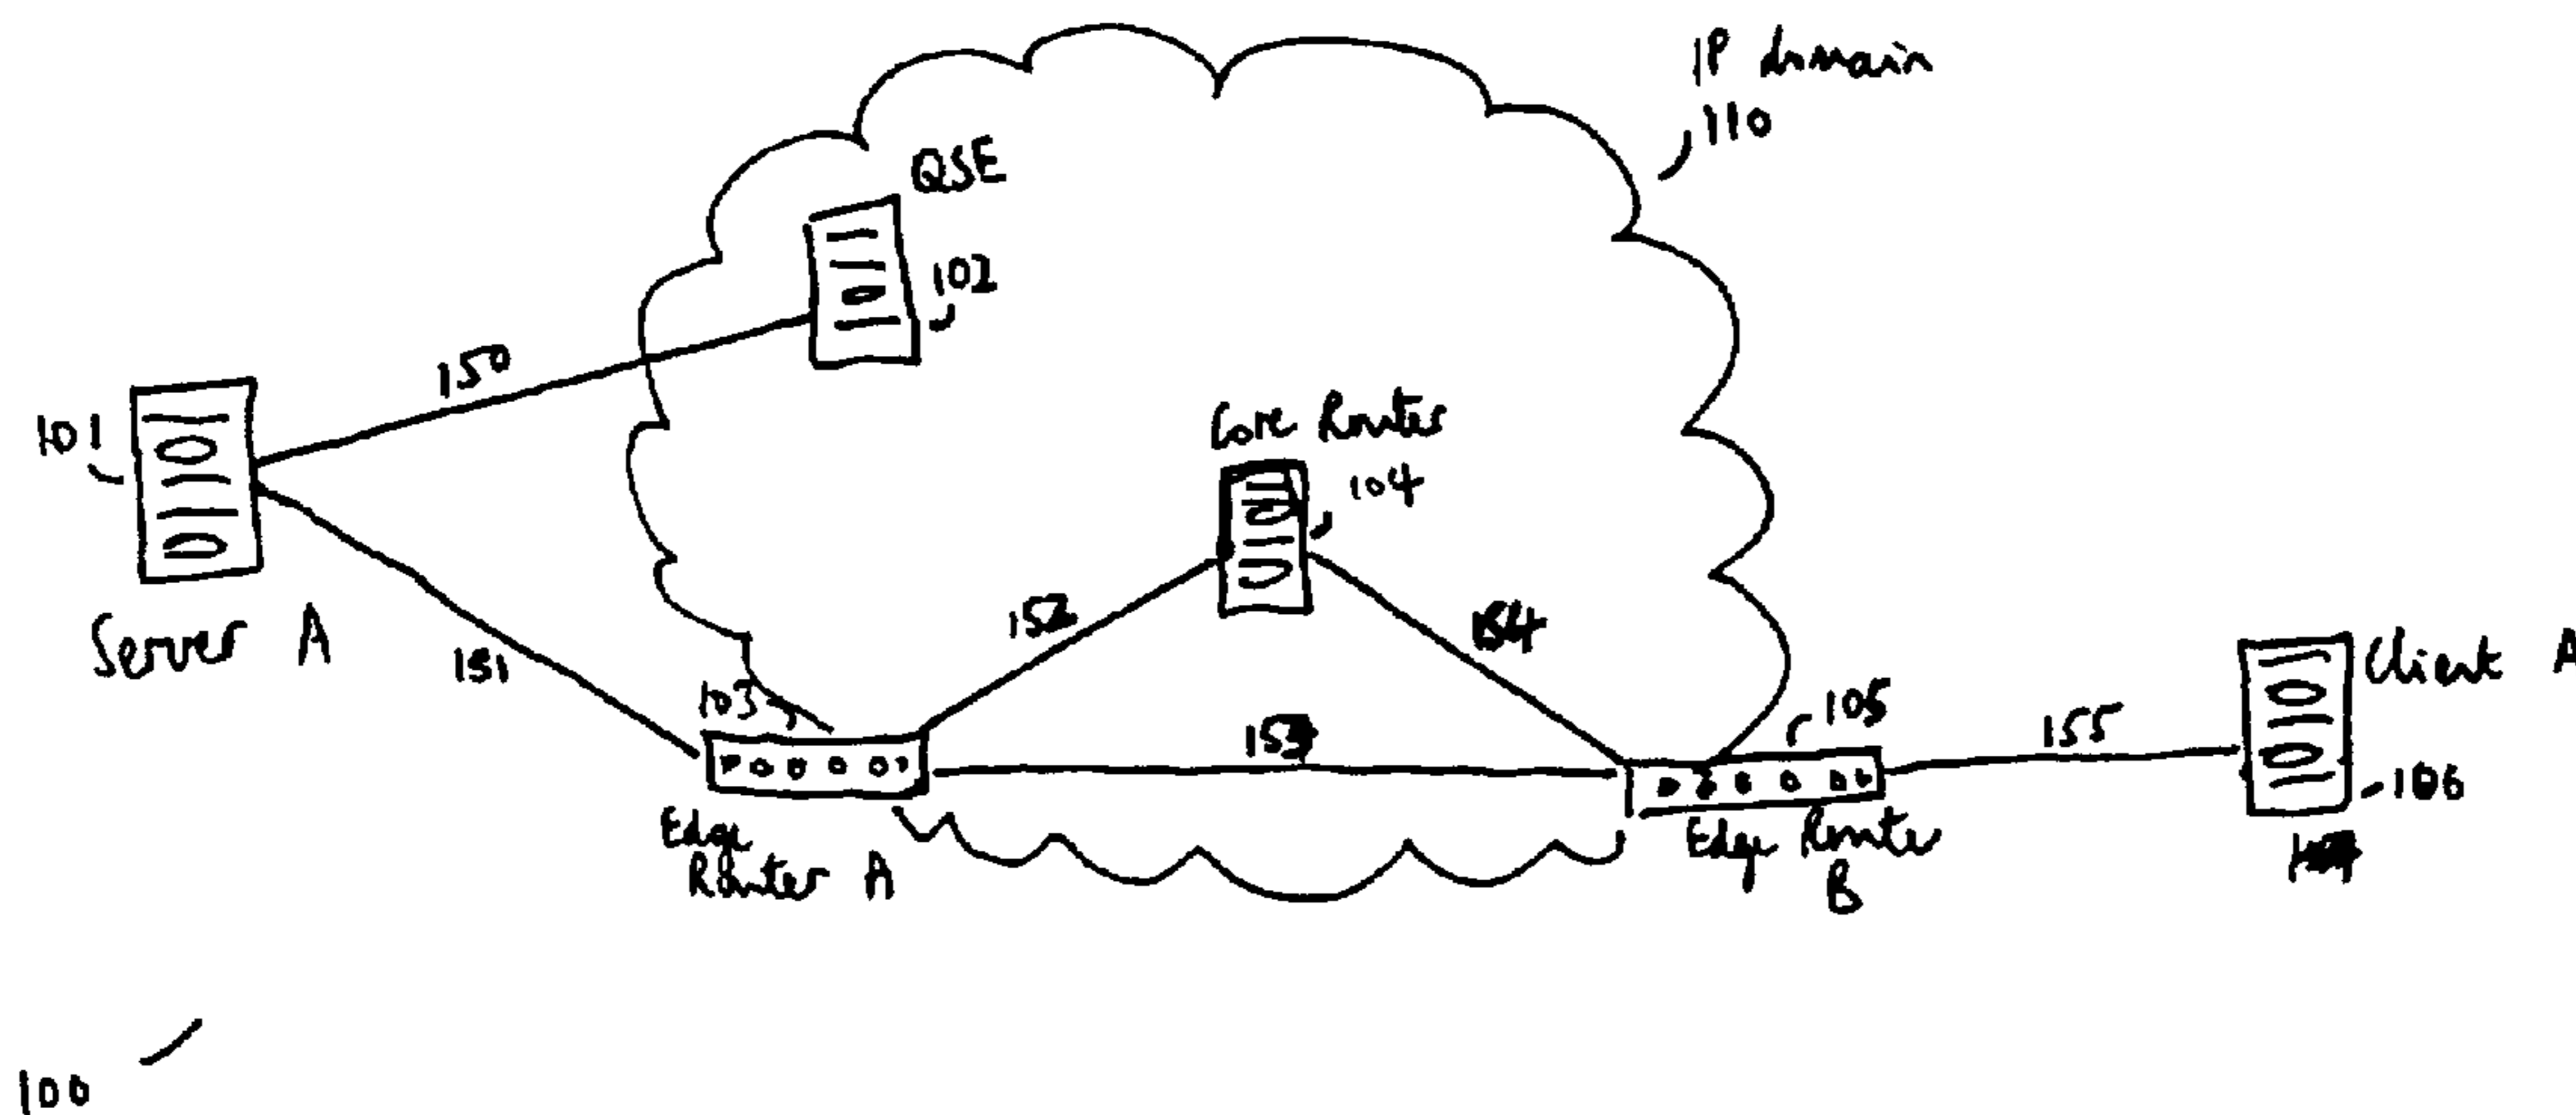 IP domain
110
QSE
102
150
101
Server A
151
Core Router
104
152
154
103
153
105
155
Client A
106
Edge
Router A
Edge Router
B
100